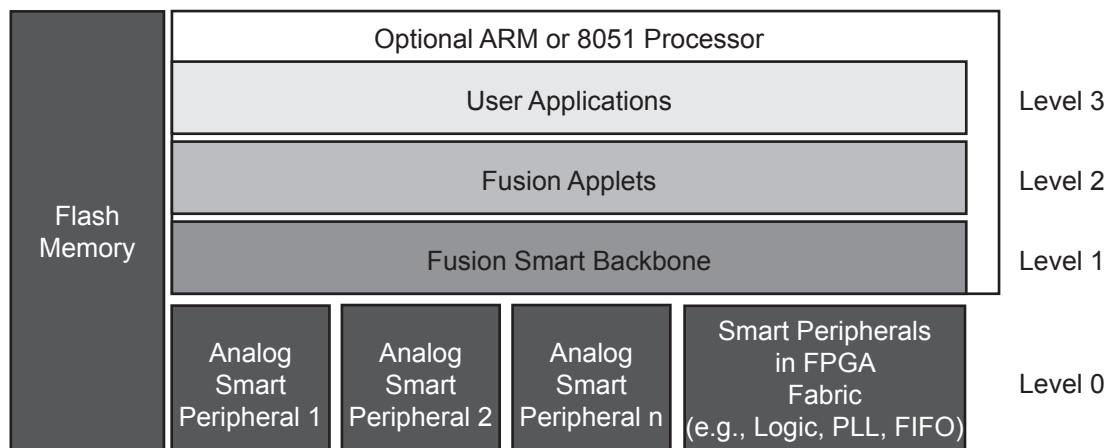 Optional ARM or 8051 Processor
User Applications
Level 3
Fusion Applets
Level 2
Flash
Memory
Fusion Smart Backbone
Level 1
Analog
Smart
Peripheral 1
Analog
Smart
Peripheral 2
Analog
Smart
Peripheral n
Smart Peripherals
in FPGA
Fabric
(e.g., Logic, PLL, FIFO)
Level 0